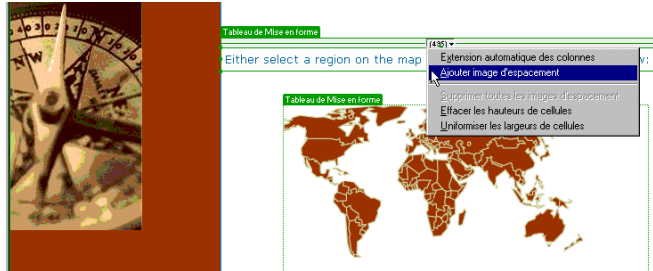 Tableau de Mise en forme
(435)
Either select a region on the map
w:
Extension automatique des colonnes
Ajouter image d'espacement
Supprimer toutes les images d'espacement
Effacer les hauteurs de cellules
Uniformiser les largeurs de cellules
Tableau de Mise en forme
NW
N
W